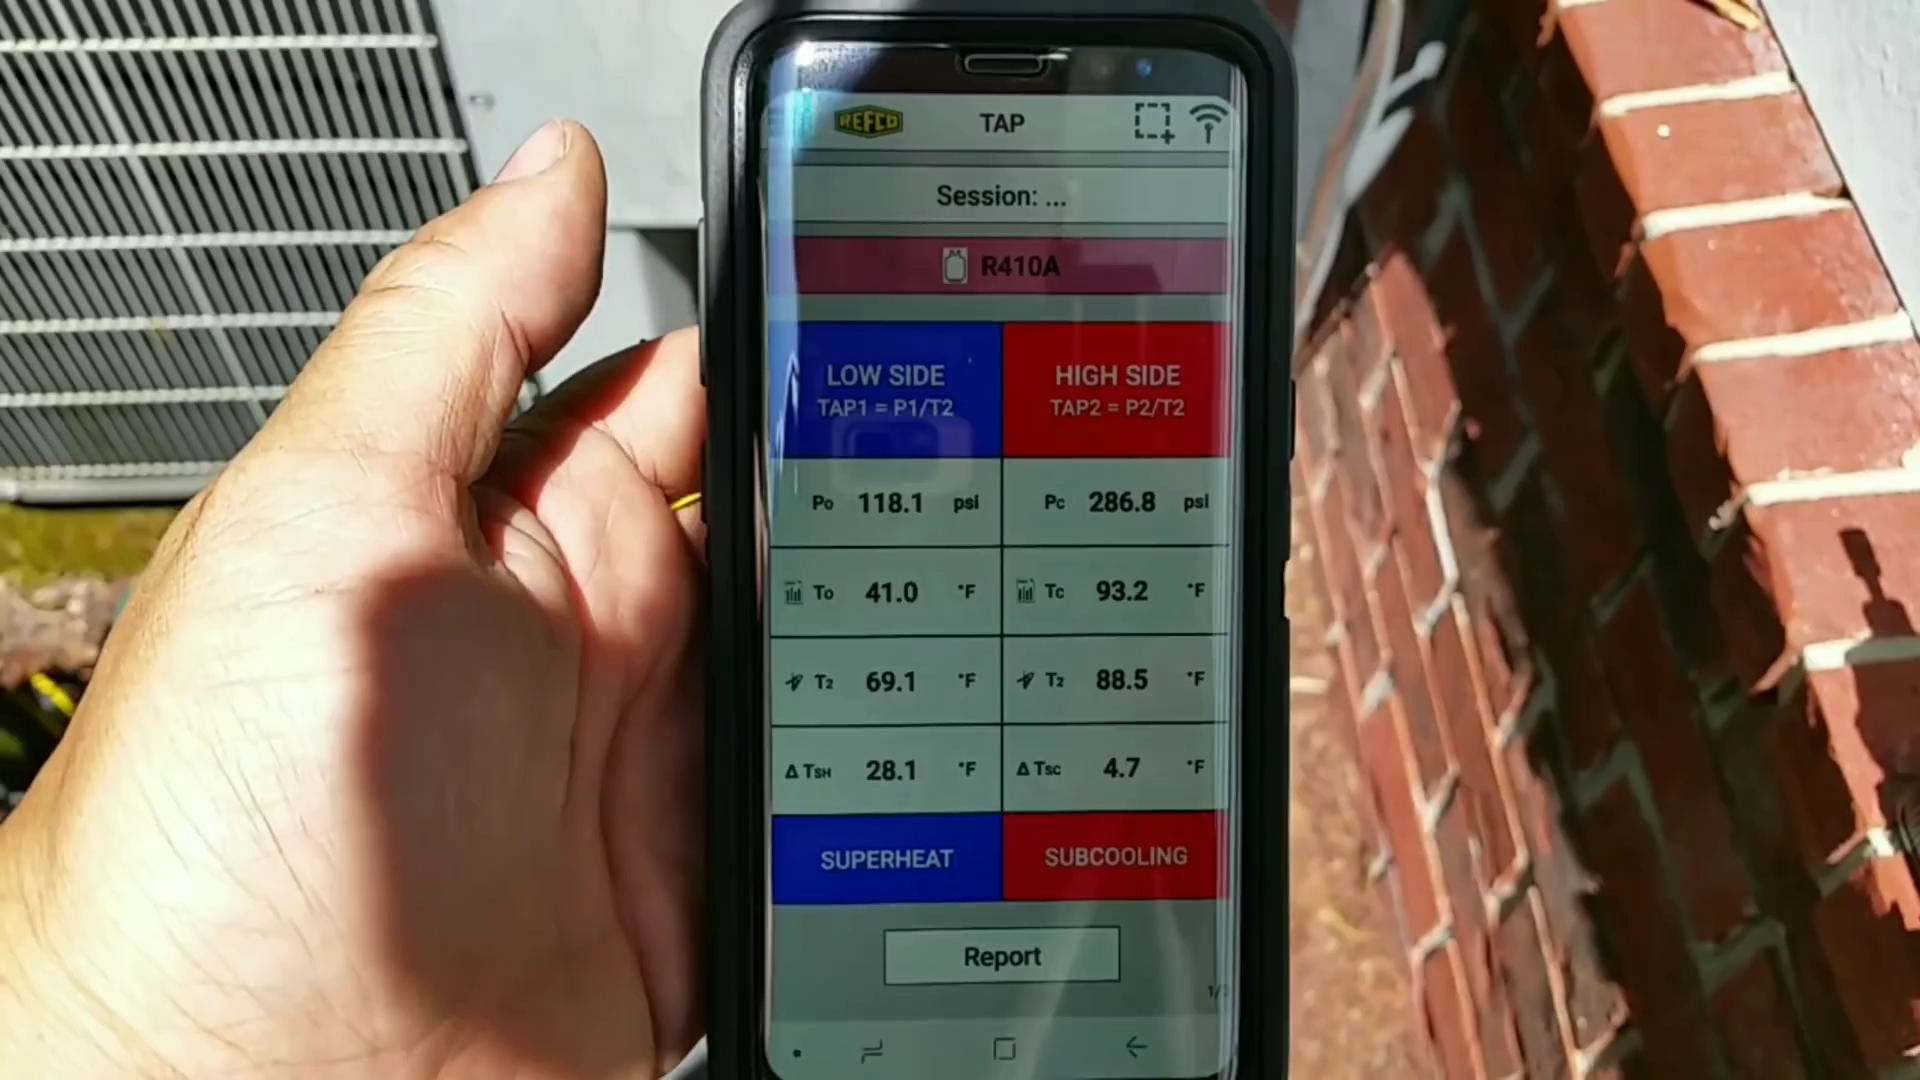 REFCO TAP
Session: ...
R410A
LOW SIDE HIGH SIDE
TAP1 = P1/T2 TAP2 = P2/T2
Po 118.1 psi Pc 286.8 psi
To 41.0 °F Tc 93.2 °F
T2 69.1 °F T2 88.5 °F
Δ TSH 28.1 °F Δ TSC 4.7 °F
SUPERHEAT SUBCOOLING
Report